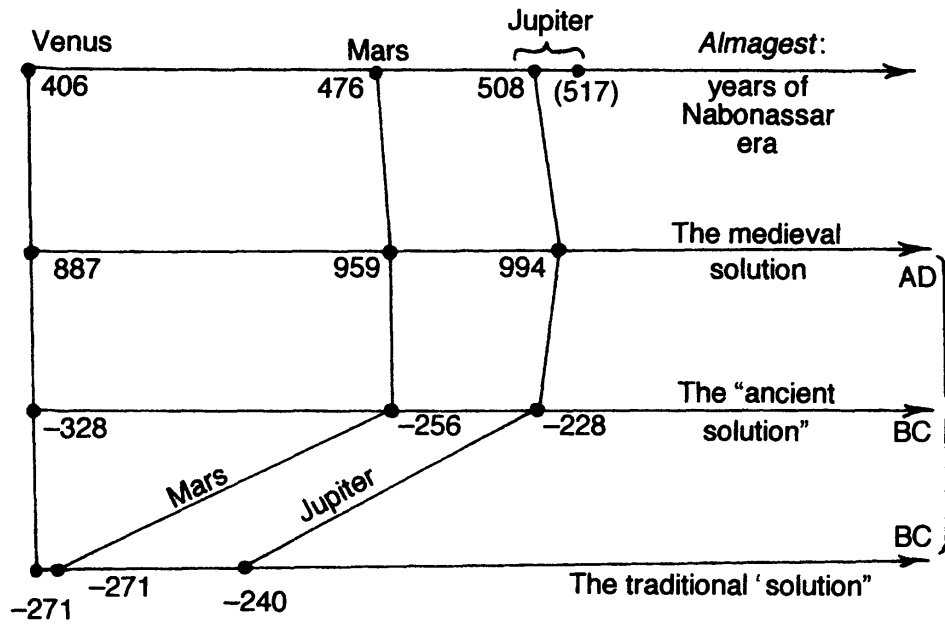 Venus
Mars
Jupiter
Almagest:
406
476
508
(517)
years of
Nabonassar
era
The medieval
887
959
994
solution
AD
The “ancient
–328
–256
–228
solution”
BC
Mars
Jupiter
BC
–271
–271
–240
The traditional ‘ solution”